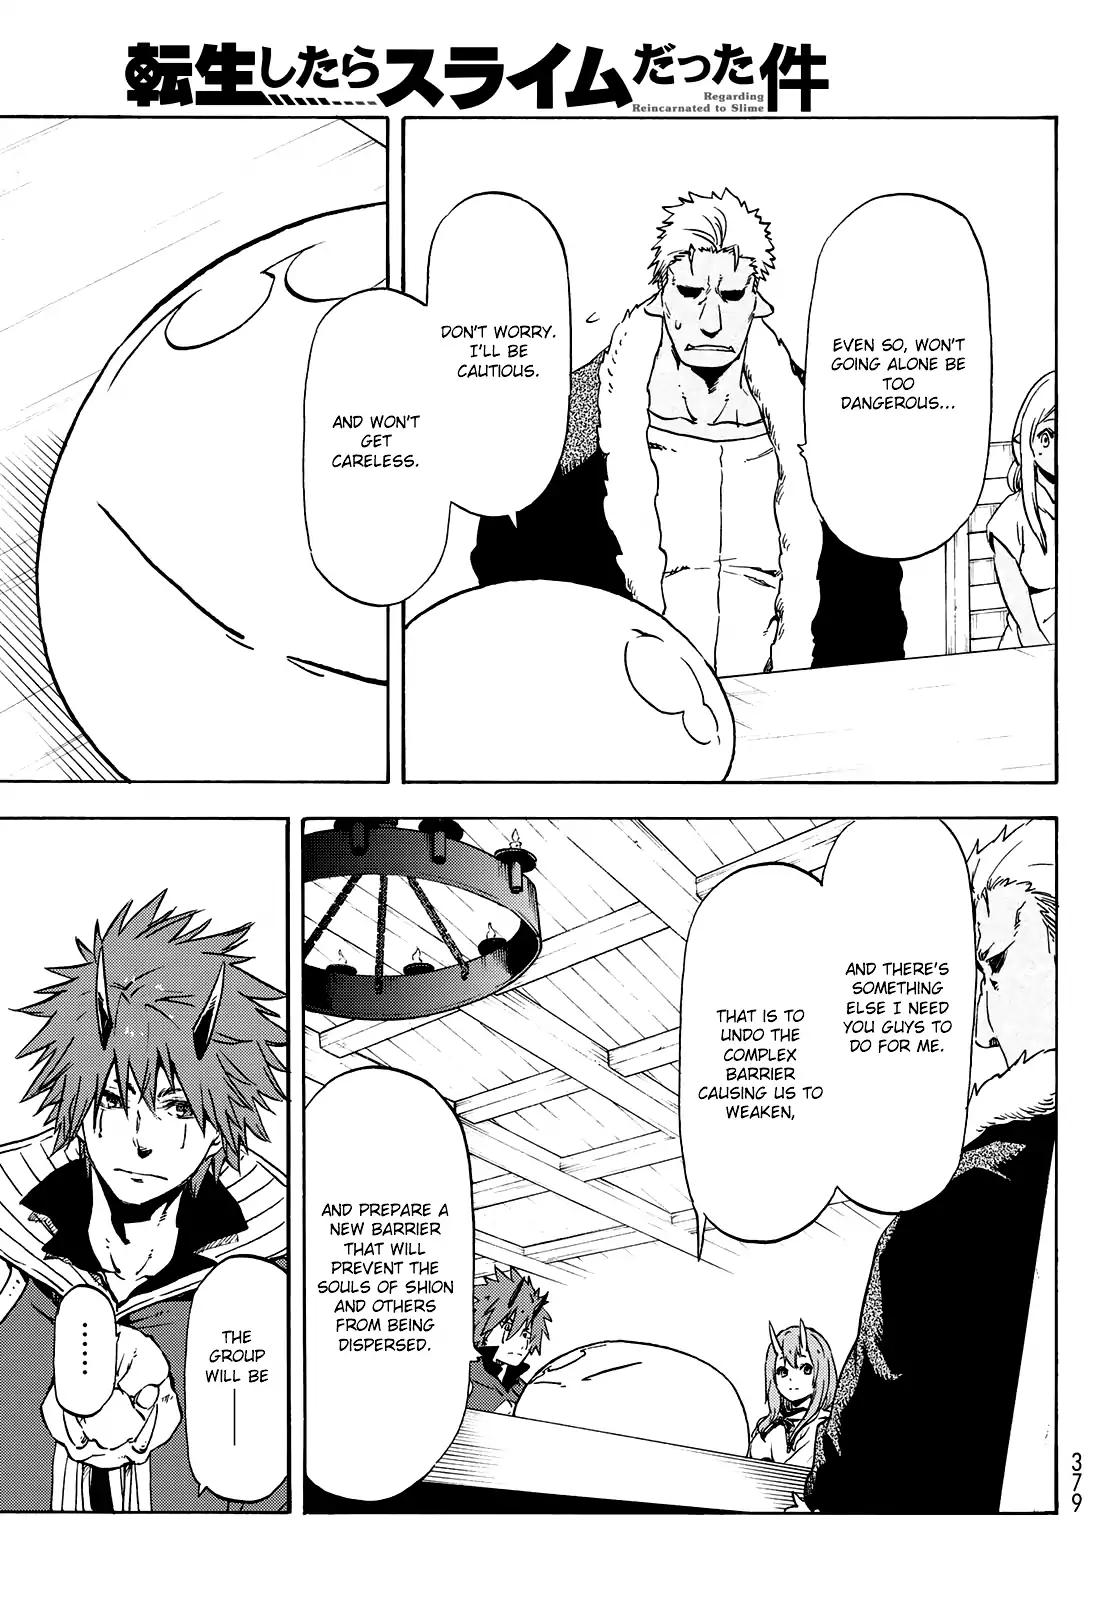 転生したらスライムだった件
Regarding
Reincarnated to Slime
EVEN SO, WON'T
GOING ALONE BE
TOO
DANGEROUS...
DON'T WORRY.
I'LL BE
CAUTIOUS.
AND WON'T
GET
CARELESS.
AND THERE'S
SOMETHING
ELSE I NEED
YOU GUYS TO
DO FOR ME.
THAT IS TO
UNDO THE
COMPLEX
BARRIER
CAUSING US TO
WEAKEN,
AND PREPARE A
NEW BARRIER
THAT WILL
PREVENT THE
SOULS OF SHION
AND OTHERS
FROM BEING
DISPERSED.
THE
GROUP
WILL BE
——
......
379